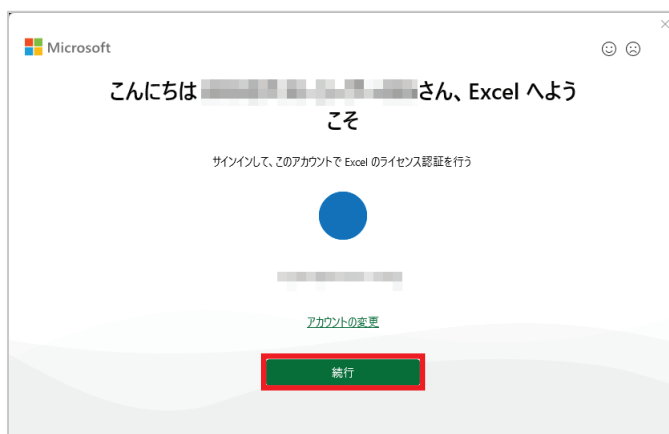 Microsoft
こんにちは さん、Excel へよう
こそ
サインインして、このアカウントで Excel のライセンス認証を行う
アカウントの変更
続行